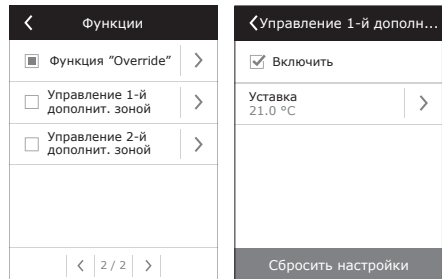 Функции
Функция "Override"
Управление 1-й
дополнит. зоной
Управление 2-й
дополнит. зоной
2 / 2
Управление 1-й дополн...
Включить
Уставка
21.0 °C
Сбросить настройки